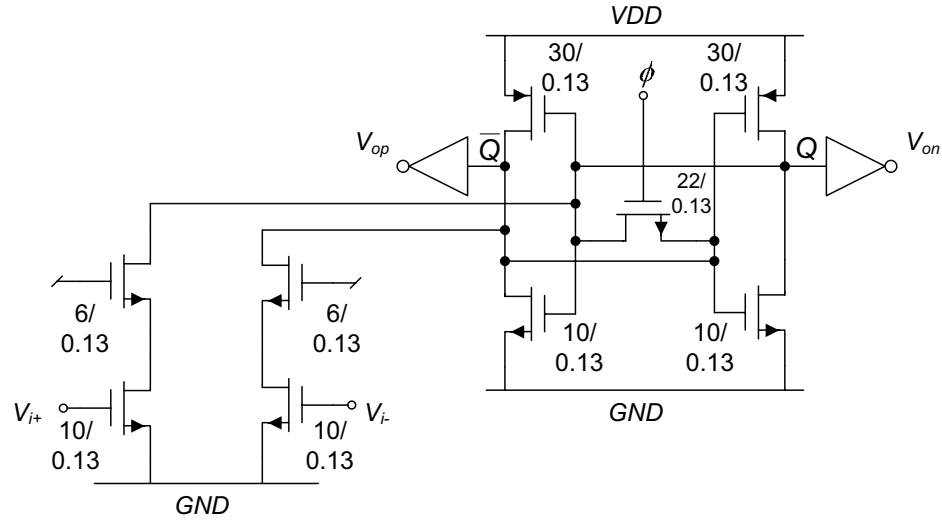 VDD
30/
0.13
ϕ
30/
0.13
V_op
Q̅
Q
V_on
22/
0.13
6/
0.13
6/
0.13
10/
0.13
10/
0.13
V_i+
10/
0.13
10/
0.13
V_i-
GND
GND